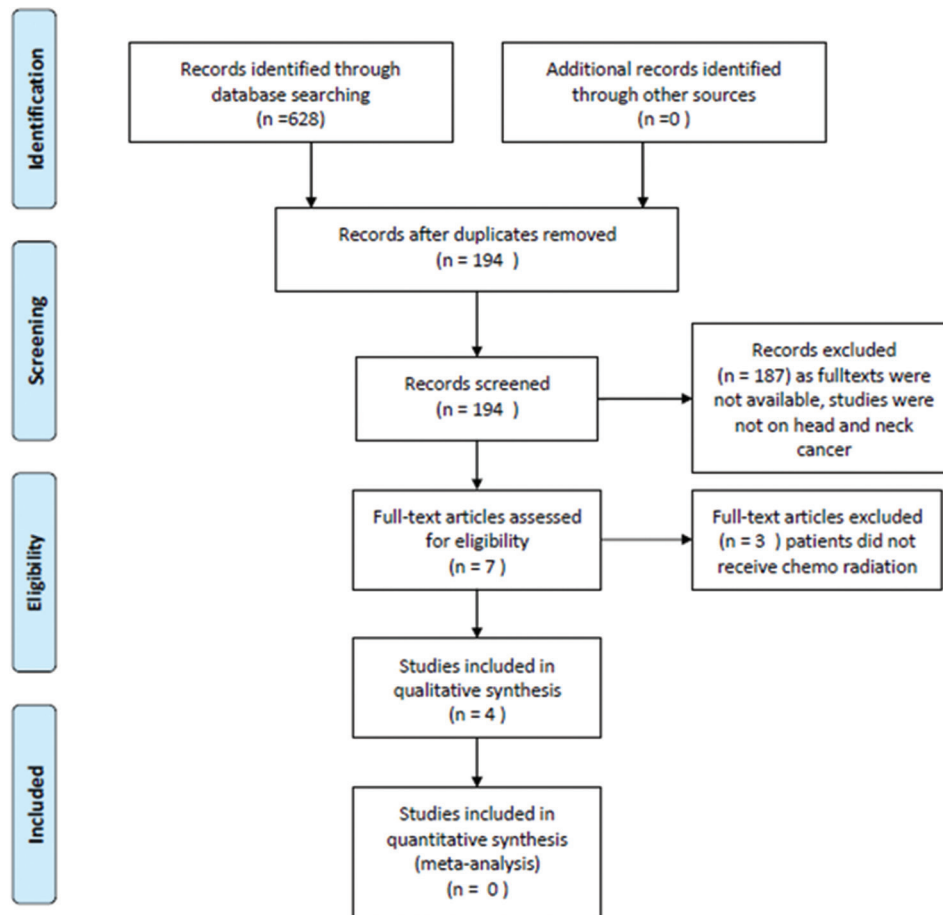 Identification
Records identified through
database searching
(n =628)
Additional records identified
through other sources
(n =0 )
Records after duplicates removed
(n = 194 )
Screening
Records screened
(n = 194 )
Records excluded
(n = 187) as fulltexts were
not available, studies were
not on head and neck
cancer
Eligibility
Full-text articles assessed
for eligibility
(n = 7 )
Full-text articles excluded
(n = 3 ) patients did not
receive chemo radiation
Studies included in
qualitative synthesis
(n = 4 )
Included
Studies included in
quantitative synthesis
(meta-analysis)
(n = 0 )